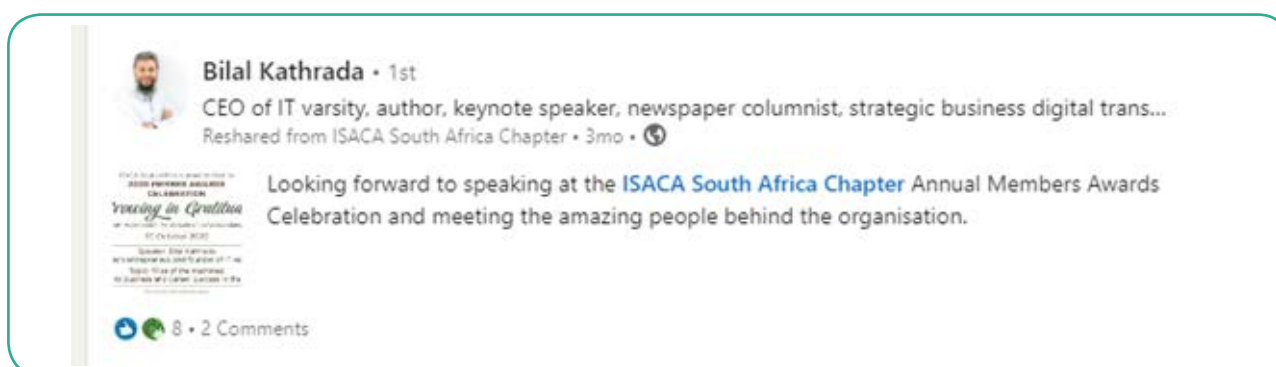 Bilal Kathrada • 1st
CEO of IT varsity, author, keynote speaker, newspaper columnist, strategic business digital trans...
Reshared from ISACA South Africa Chapter • 3mo •
Looking forward to speaking at the ISACA South Africa Chapter Annual Members Awards
Celebration and meeting the amazing people behind the organisation.
CELEBRATION
in
8 • 2 Comments